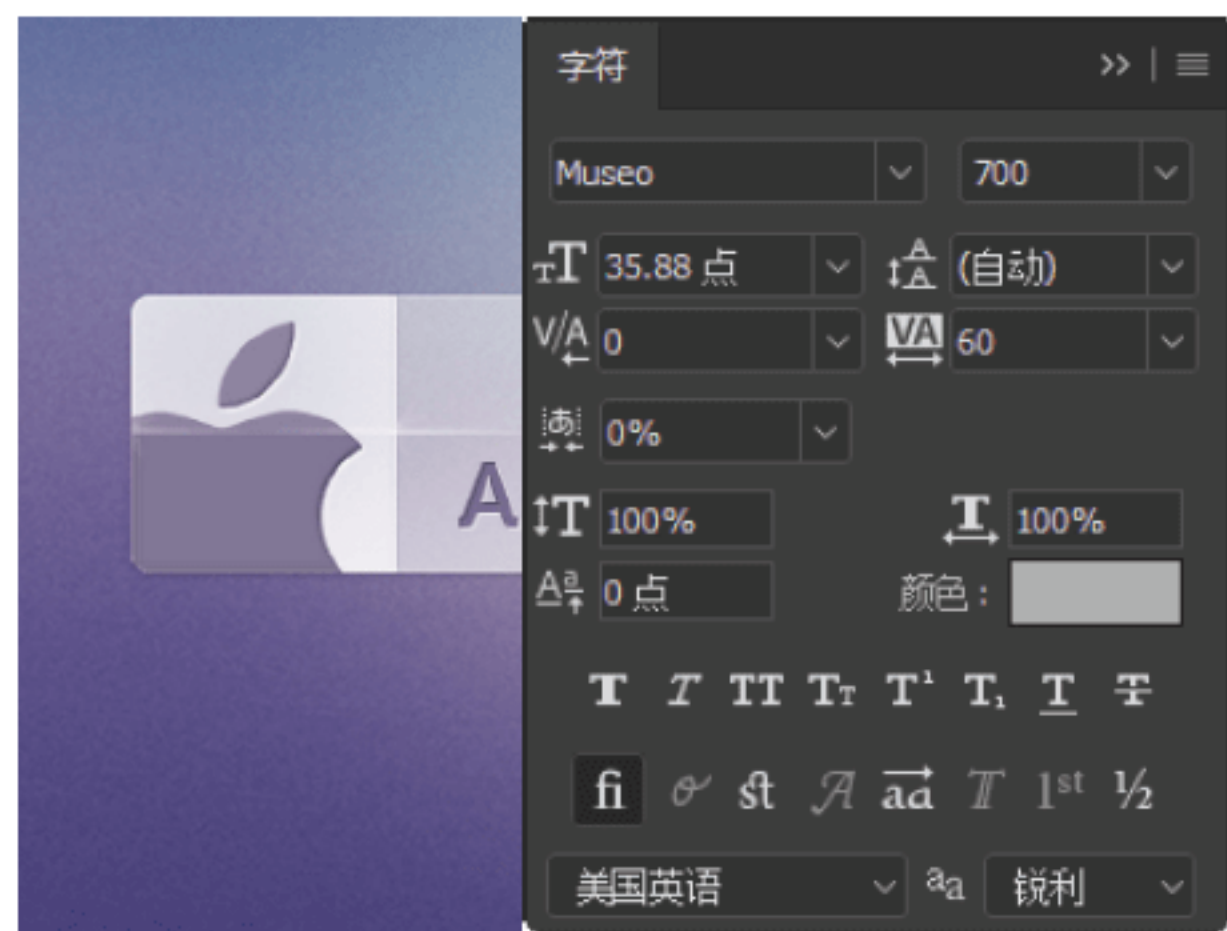 字符
Museo 700
35.88 点 (自动)
0 60
0%
100% 100%
0 点 颜色：
T T TT Tт T¹ T₁ T T
fi st aa 1st ½
美国英语 aa 锐利
A